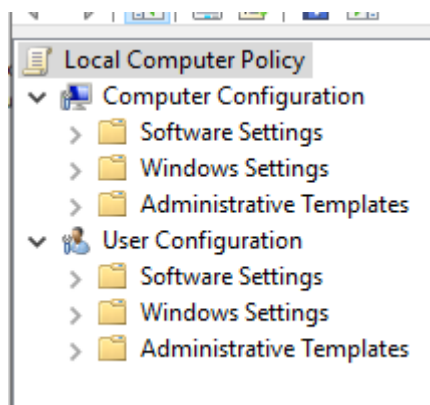 Local Computer Policy
Computer Configuration
Software Settings
Windows Settings
Administrative Templates
User Configuration
Software Settings
Windows Settings
Administrative Templates